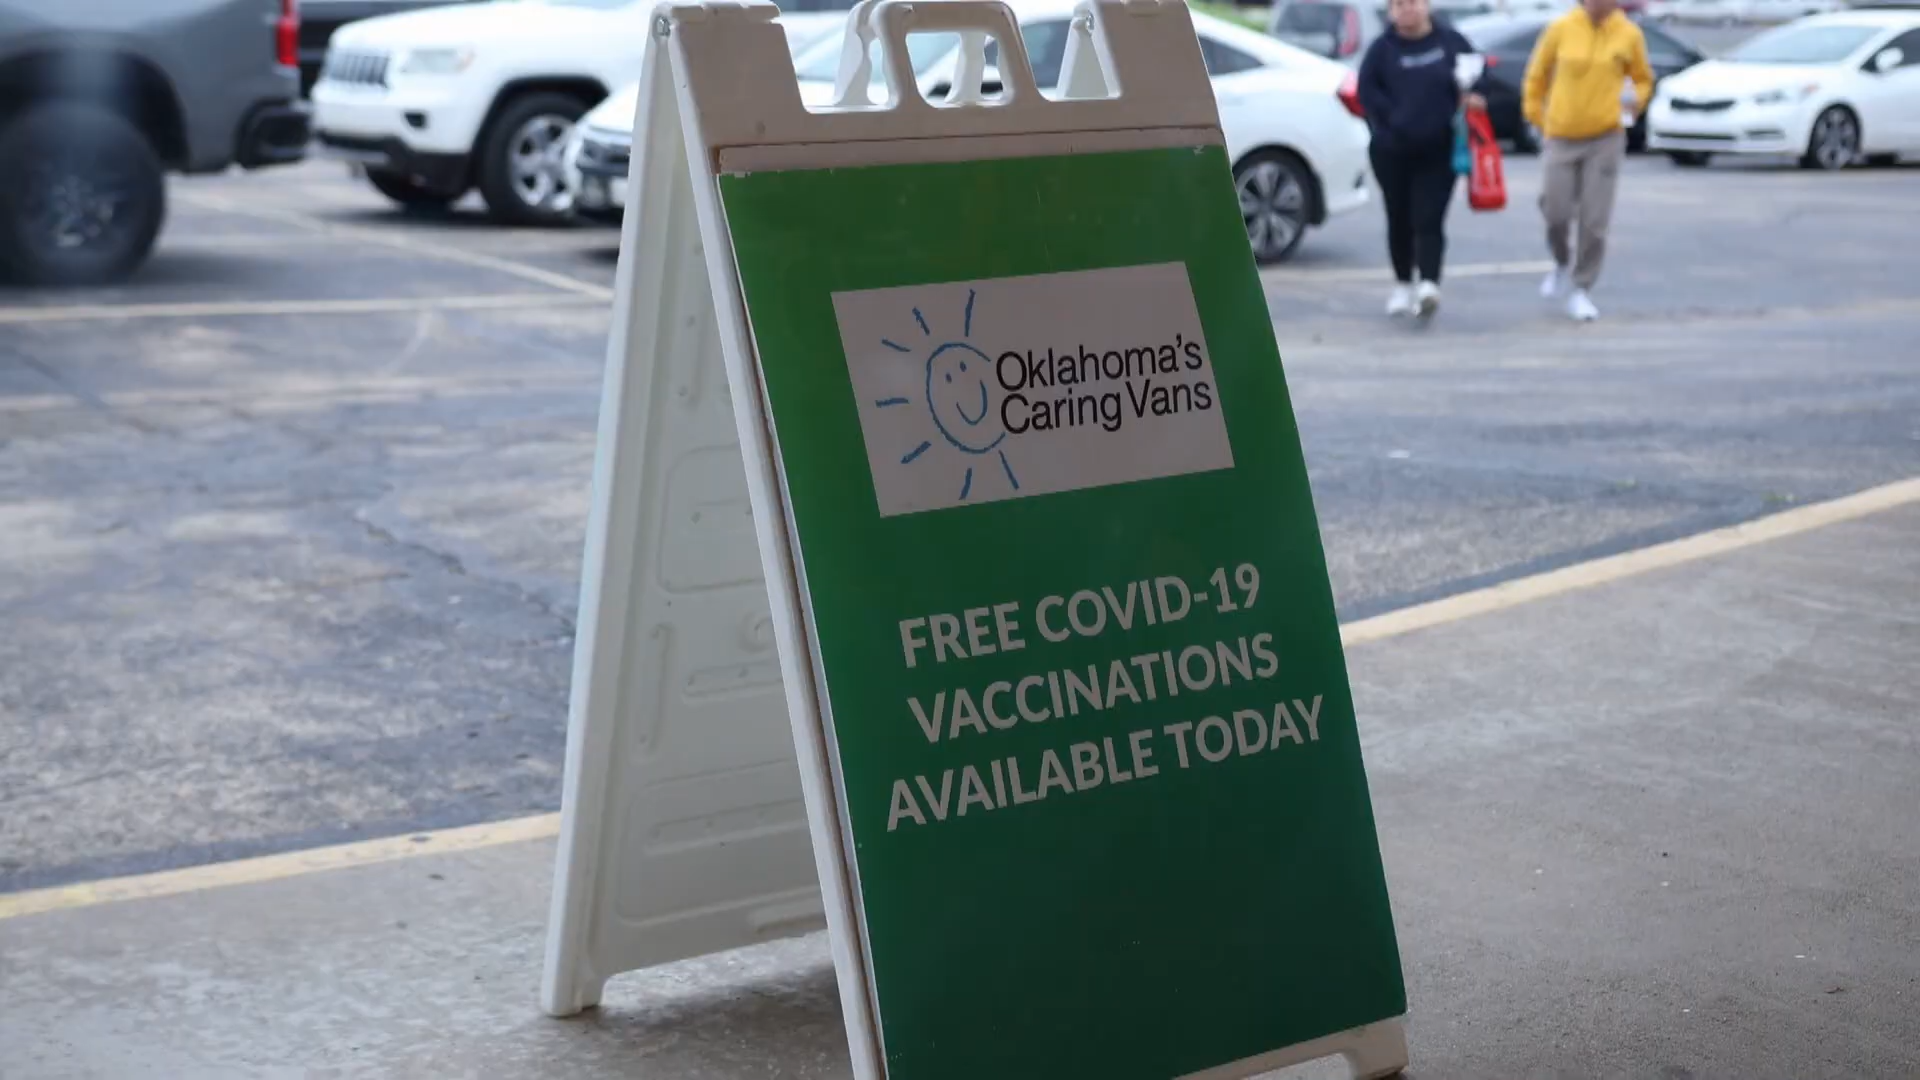 Oklahoma's
Caring Vans
FREE COVID-19
VACCINATIONS
AVAILABLE TODAY